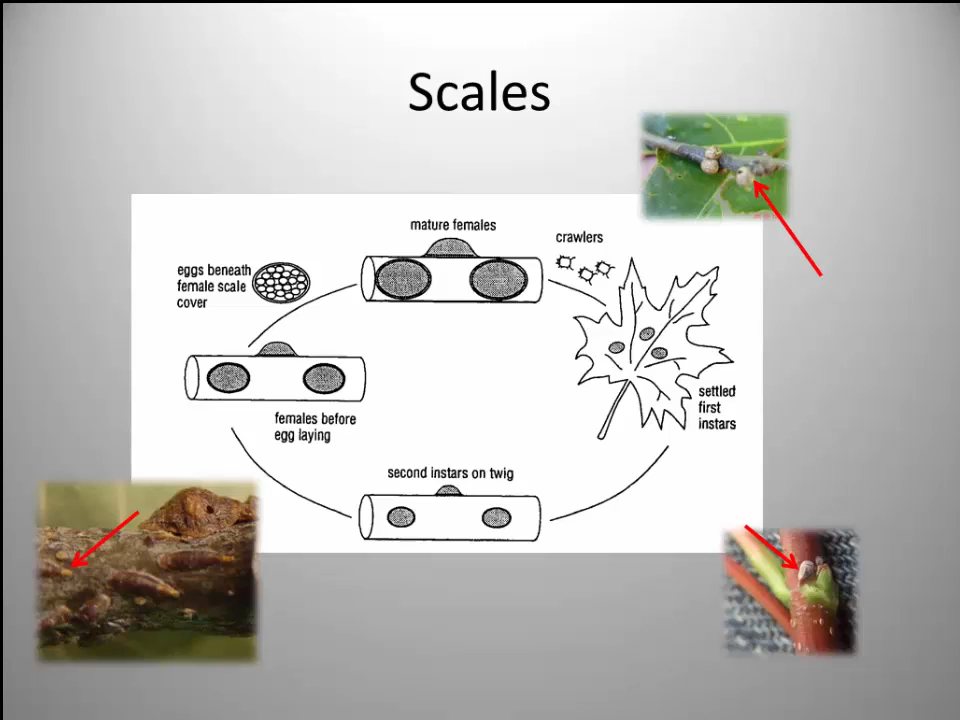 Scales
mature females
crawlers
eggs beneath
female scale
cover
settled
first
instars
females before
egg laying
second instars on twig